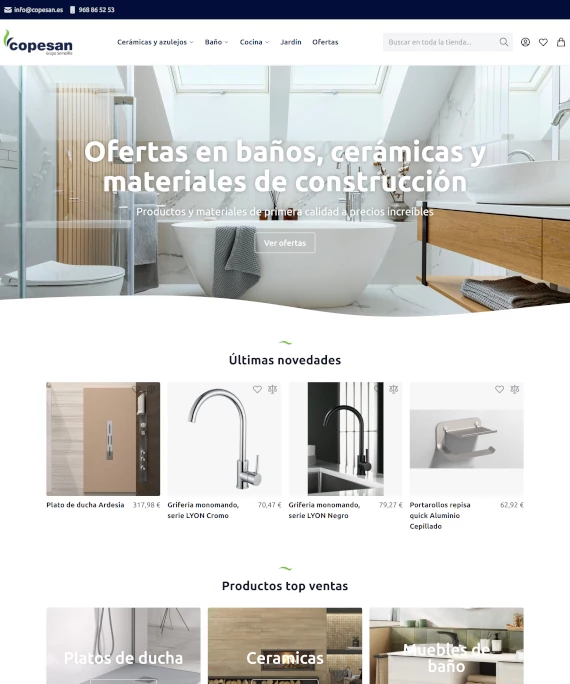 info@copesan.es 968 86 52 53
copesan
Cerámicas y azulejos Baño Cocina Jardín Ofertas
Buscar en toda la tienda...
Ofertas en baños, cerámicas y
materiales de construcción
Productos y materiales de primera calidad a precios increíbles
Ver ofertas
Últimas novedades
Plato de ducha Ardesia 317,98 €
Grifería monomando,
serie LYON Cromo
70,47 €
Grifería monomando,
serie LYON Negro
79,27 €
Portarollos repisa
quick Aluminio
Cepillado
62,92 €
Productos top ventas
Platos de ducha
Ceramicas
Muebles de
baño